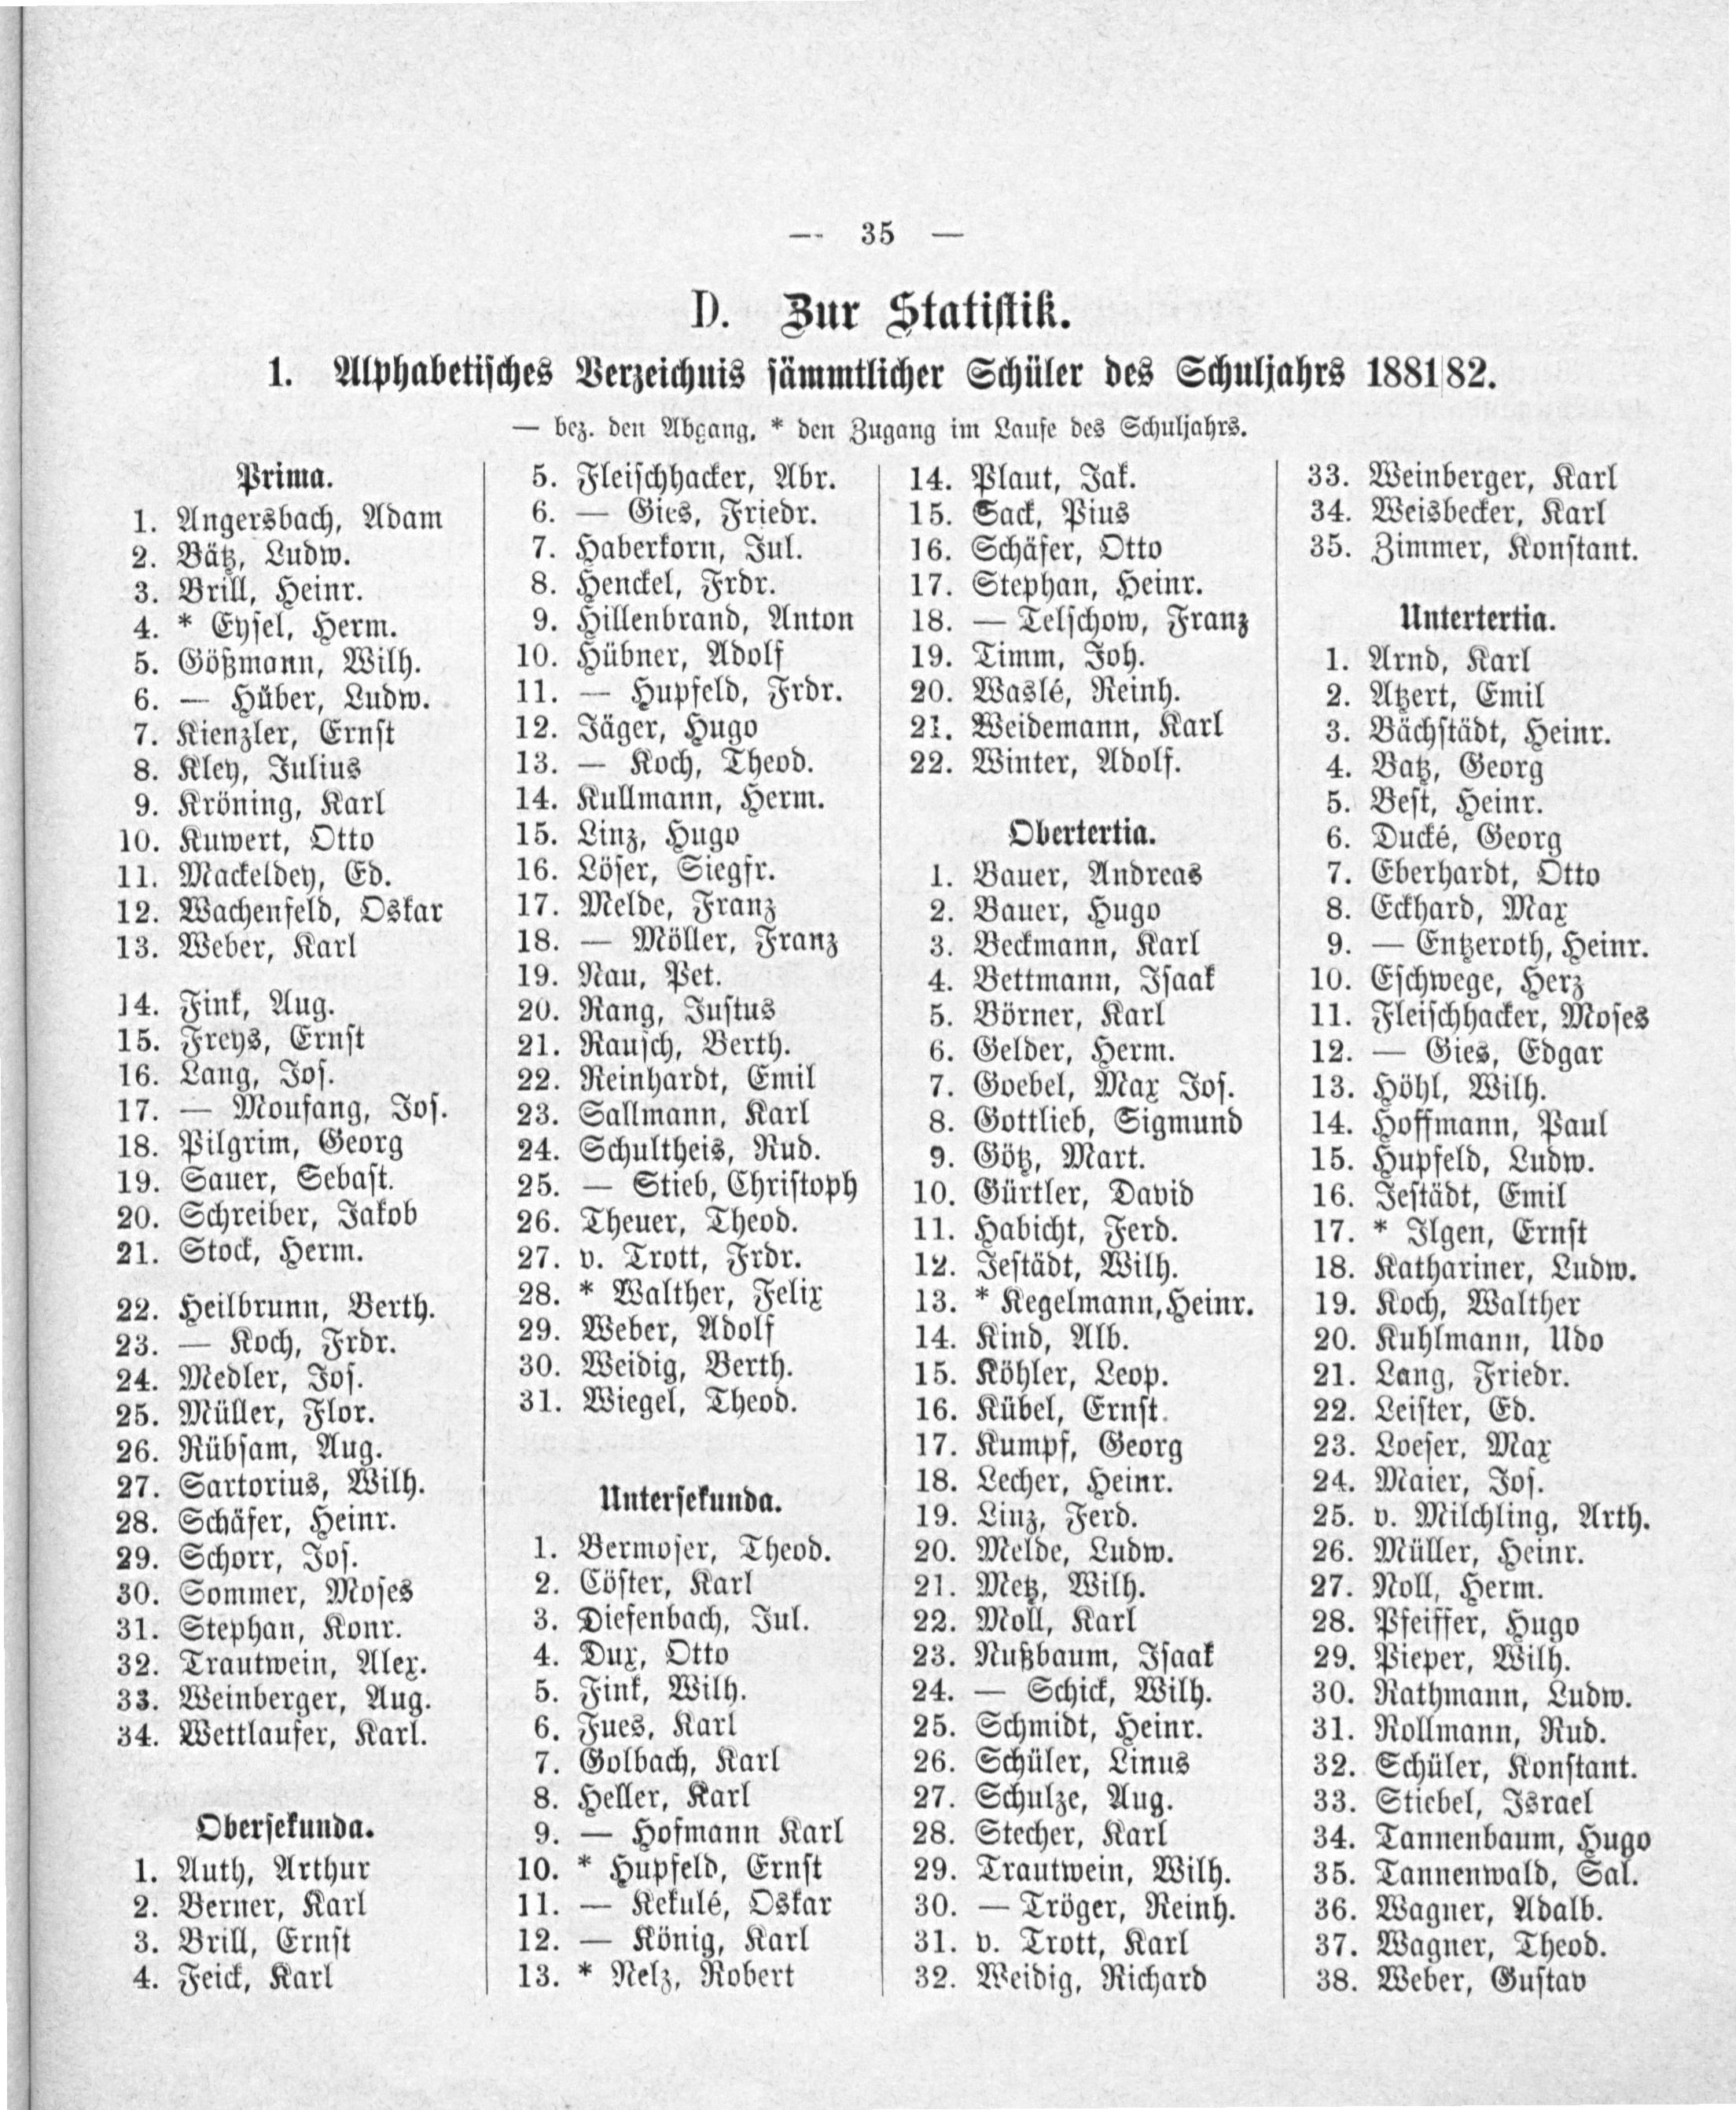 — 35 —
D. Zur Statistik.
1. Alphabetisches Verzeichnis sämmtlicher Schüler des Schuljahrs 1881/82.
— bez. den Abgang, * den Zugang im Laufe des Schuljahrs.
Prima.
1. Angersbach, Adam
2. Bätz, Ludw.
3. Brill, Heinr.
4. * Eysel, Herm.
5. Gößmann, Wilh.
6. — Hüber, Ludw.
7. Kienzler, Ernst
8. Kley, Julius
9. Kröning, Karl
10. Kuwert, Otto
11. Mackeldey, Ed.
12. Wachenfeld, Oskar
13. Weber, Karl
14. Fink, Aug.
15. Freys, Ernst
16. Lang, Jos.
17. — Moufang, Jos.
18. Pilgrim, Georg
19. Sauer, Sebast.
20. Schreiber, Jakob
21. Stock, Herm.
22. Heilbrunn, Berth.
23. — Koch, Frdr.
24. Medler, Jos.
25. Müller, Flor.
26. Rübsam, Aug.
27. Sartorius, Wilh.
28. Schäfer, Heinr.
29. Schorr, Jos.
30. Sommer, Moses
31. Stephan, Konr.
32. Trautwein, Alex.
33. Weinberger, Aug.
34. Wettlaufer, Karl.
Obersekunda.
1. Auth, Arthur
2. Berner, Karl
3. Brill, Ernst
4. Feick, Karl
5. Fleischhacker, Abr.
6. — Gies, Friedr.
7. Haberkorn, Jul.
8. Henckel, Frdr.
9. Hillenbrand, Anton
10. Hübner, Adolf
11. — Hupfeld, Frdr.
12. Jäger, Hugo
13. — Koch, Theod.
14. Kullmann, Herm.
15. Linz, Hugo
16. Löser, Siegfr.
17. Melde, Franz
18. — Möller, Franz
19. Nau, Pet.
20. Rang, Justus
21. Rausch, Berth.
22. Reinhardt, Emil
23. Sallmann, Karl
24. Schultheis, Rud.
25. — Stieb, Christoph
26. Theuer, Theod.
27. v. Trott, Frdr.
28. * Walther, Felix
29. Weber, Adolf
30. Weidig, Berth.
31. Wiegel, Theod.
Untersekunda.
1. Bermoser, Theod.
2. Cöster, Karl
3. Diefenbach, Jul.
4. Dux, Otto
5. Fink, Wilh.
6. Fues, Karl
7. Golbach, Karl
8. Heller, Karl
9. — Hofmann Karl
10. * Hupfeld, Ernst
11. — Kekulé, Oskar
12. — König, Karl
13. * Nelz, Robert
14. Plaut, Jak.
15. Sack, Pius
16. Schäfer, Otto
17. Stephan, Heinr.
18. — Telschow, Franz
19. Timm, Joh.
20. Waslé, Reinh.
21. Weidemann, Karl
22. Winter, Adolf.
Obertertia.
1. Bauer, Andreas
2. Bauer, Hugo
3. Beckmann, Karl
4. Bettmann, Isaak
5. Börner, Karl
6. Gelder, Herm.
7. Goebel, Max Jos.
8. Gottlieb, Sigmund
9. Götz, Mart.
10. Gürtler, David
11. Habicht, Ferd.
12. Jestädt, Wilh.
13. * Kegelmann, Heinr.
14. Kind, Alb.
15. Köhler, Leop.
16. Kübel, Ernst
17. Kumpf, Georg
18. Lecher, Heinr.
19. Linz, Ferd.
20. Melde, Ludw.
21. Metz, Wilh.
22. Moll, Karl
23. Nußbaum, Isaak
24. — Schick, Wilh.
25. Schmidt, Heinr.
26. Schüler, Linus
27. Schulze, Aug.
28. Stecher, Karl
29. Trautwein, Wilh.
30. — Tröger, Reinh.
31. v. Trott, Karl
32. Weidig, Richard
33. Weinberger, Karl
34. Weisbecker, Karl
35. Zimmer, Konstant.
Untertertia.
1. Arnd, Karl
2. Atzert, Emil
3. Bächstädt, Heinr.
4. Batz, Georg
5. Best, Heinr.
6. Ducké, Georg
7. Eberhardt, Otto
8. Eckhard, Max
9. — Entzeroth, Heinr.
10. Eschwege, Herz
11. Fleischhacker, Moses
12. — Gies, Edgar
13. Höhl, Wilh.
14. Hoffmann, Paul
15. Hupfeld, Ludw.
16. Jestädt, Emil
17. * Ilgen, Ernst
18. Kathariner, Ludw.
19. Koch, Walther
20. Kuhlmann, Udo
21. Lang, Friedr.
22. Leister, Ed.
23. Loeser, Max
24. Maier, Jos.
25. v. Milchling, Arth.
26. Müller, Heinr.
27. Noll, Herm.
28. Pfeiffer, Hugo
29. Pieper, Wilh.
30. Rathmann, Ludw.
31. Rollmann, Rud.
32. Schüler, Konstant.
33. Stiebel, Israel
34. Tannenbaum, Hugo
35. Tannenwald, Sal.
36. Wagner, Adalb.
37. Wagner, Theod.
38. Weber, Gustav